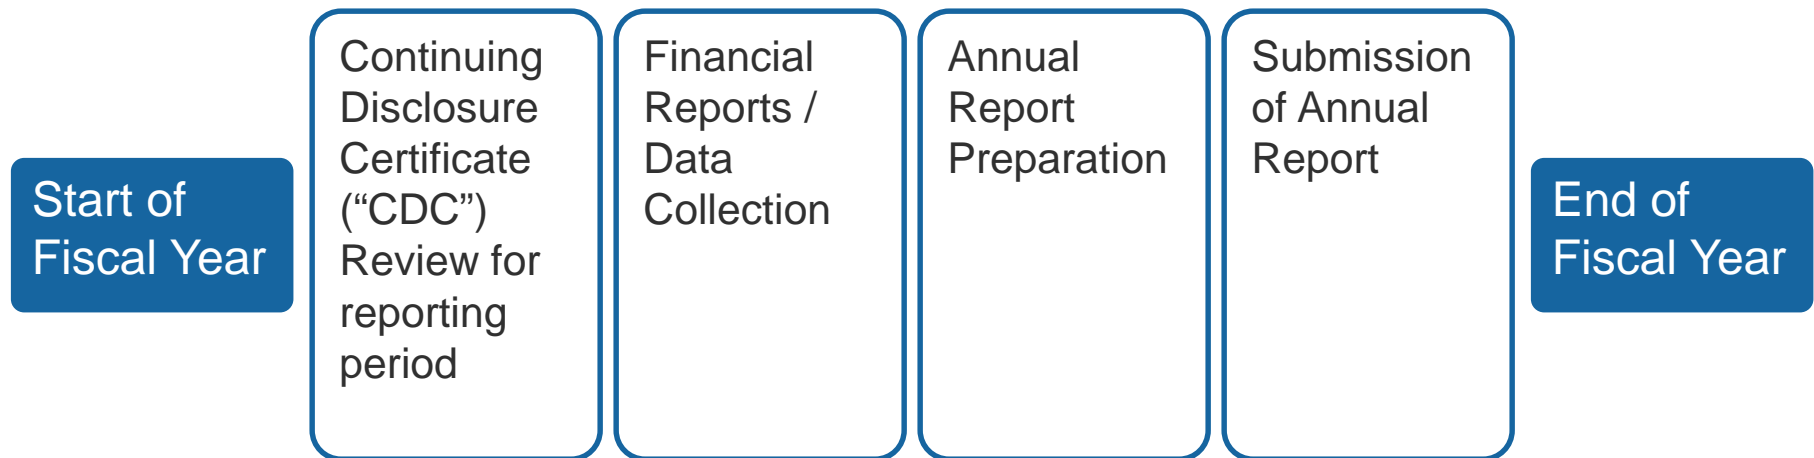 Start of
Fiscal Year
Continuing
Disclosure
Certificate
(“CDC”)
Review for
reporting
period
Financial
Reports /
Data
Collection
Annual
Report
Preparation
Submission
of Annual
Report
End of
Fiscal Year